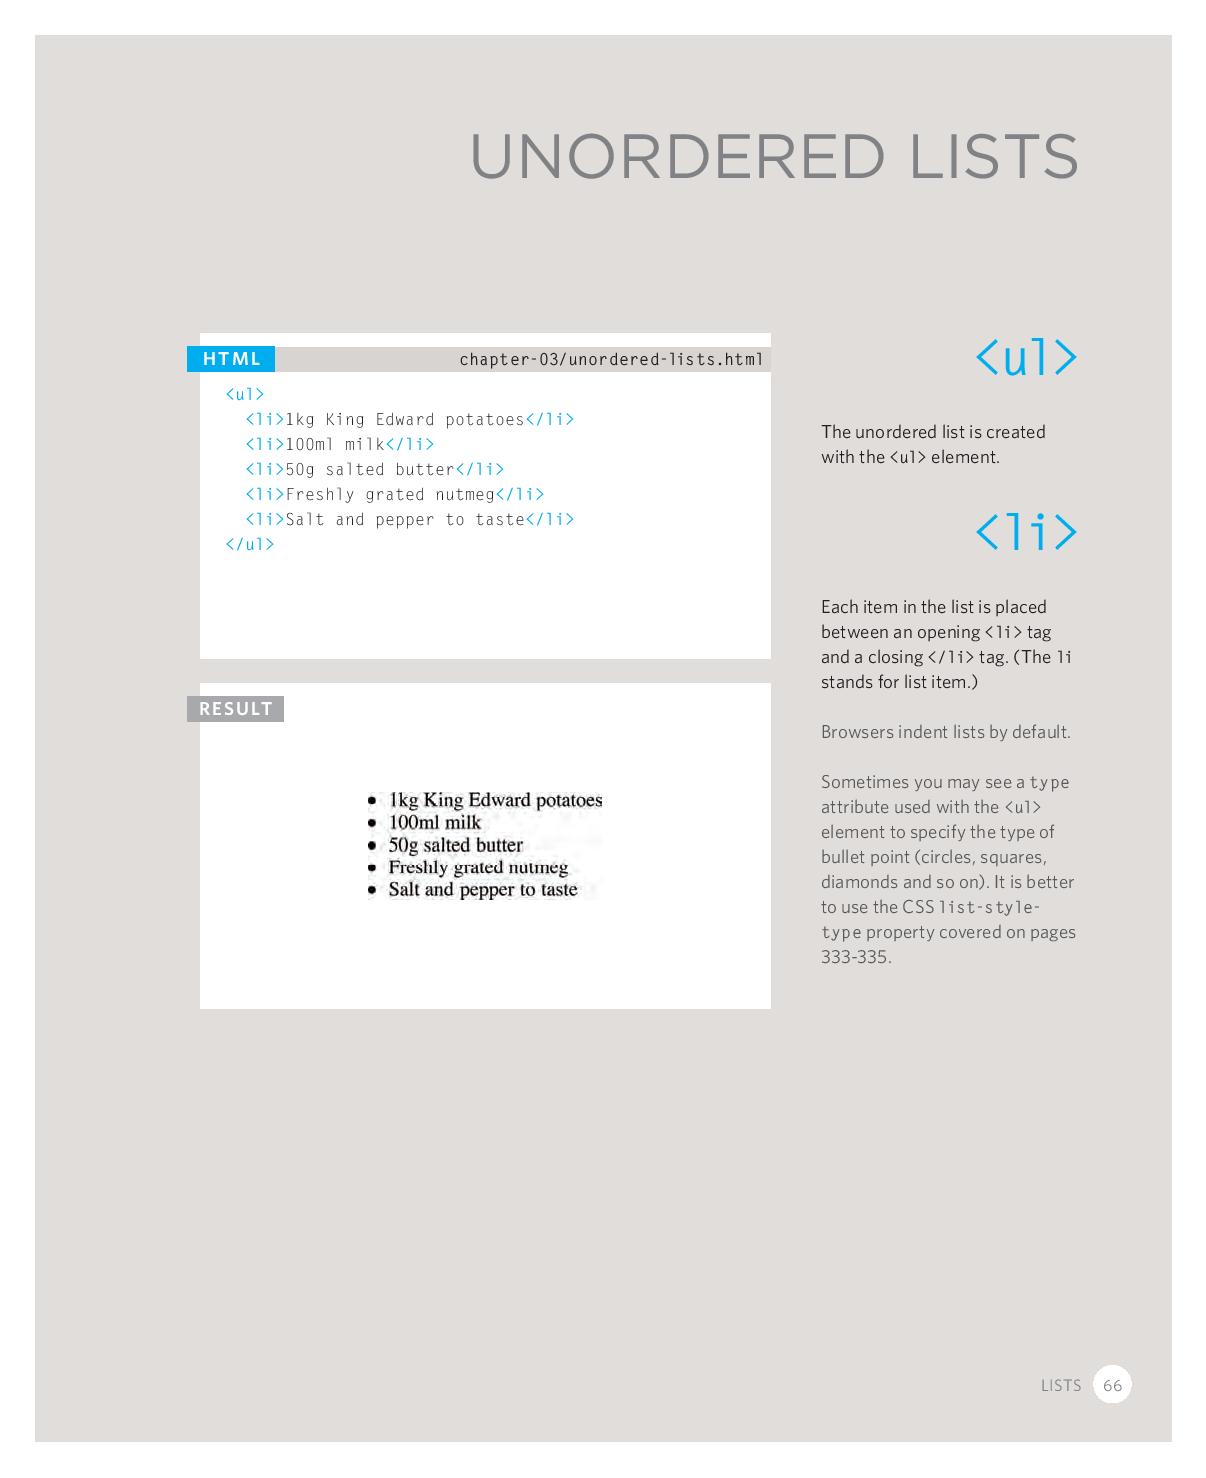 UNORDERED LISTS
HTML
chapter-03/unordered-lists.html
<ul>
<li>1kg King Edward potatoes</li>
<li>100ml milk</li>
<li>50g salted butter</li>
<li>Freshly grated nutmeg</li>
<li>Salt and pepper to taste</li>
</ul>
RESULT
• 1kg King Edward potatoes
• 100ml milk
• 50g salted butter
• Freshly grated nutmeg
• Salt and pepper to taste
<ul>
The unordered list is created
with the <ul> element.
<li>
Each item in the list is placed
between an opening <li> tag
and a closing </li> tag. (The li
stands for list item.)
Browsers indent lists by default.
Sometimes you may see a type
attribute used with the <ul>
element to specify the type of
bullet point (circles, squares,
diamonds and so on). It is better
to use the CSS list-style-
type property covered on pages
333-335.
LISTS 66